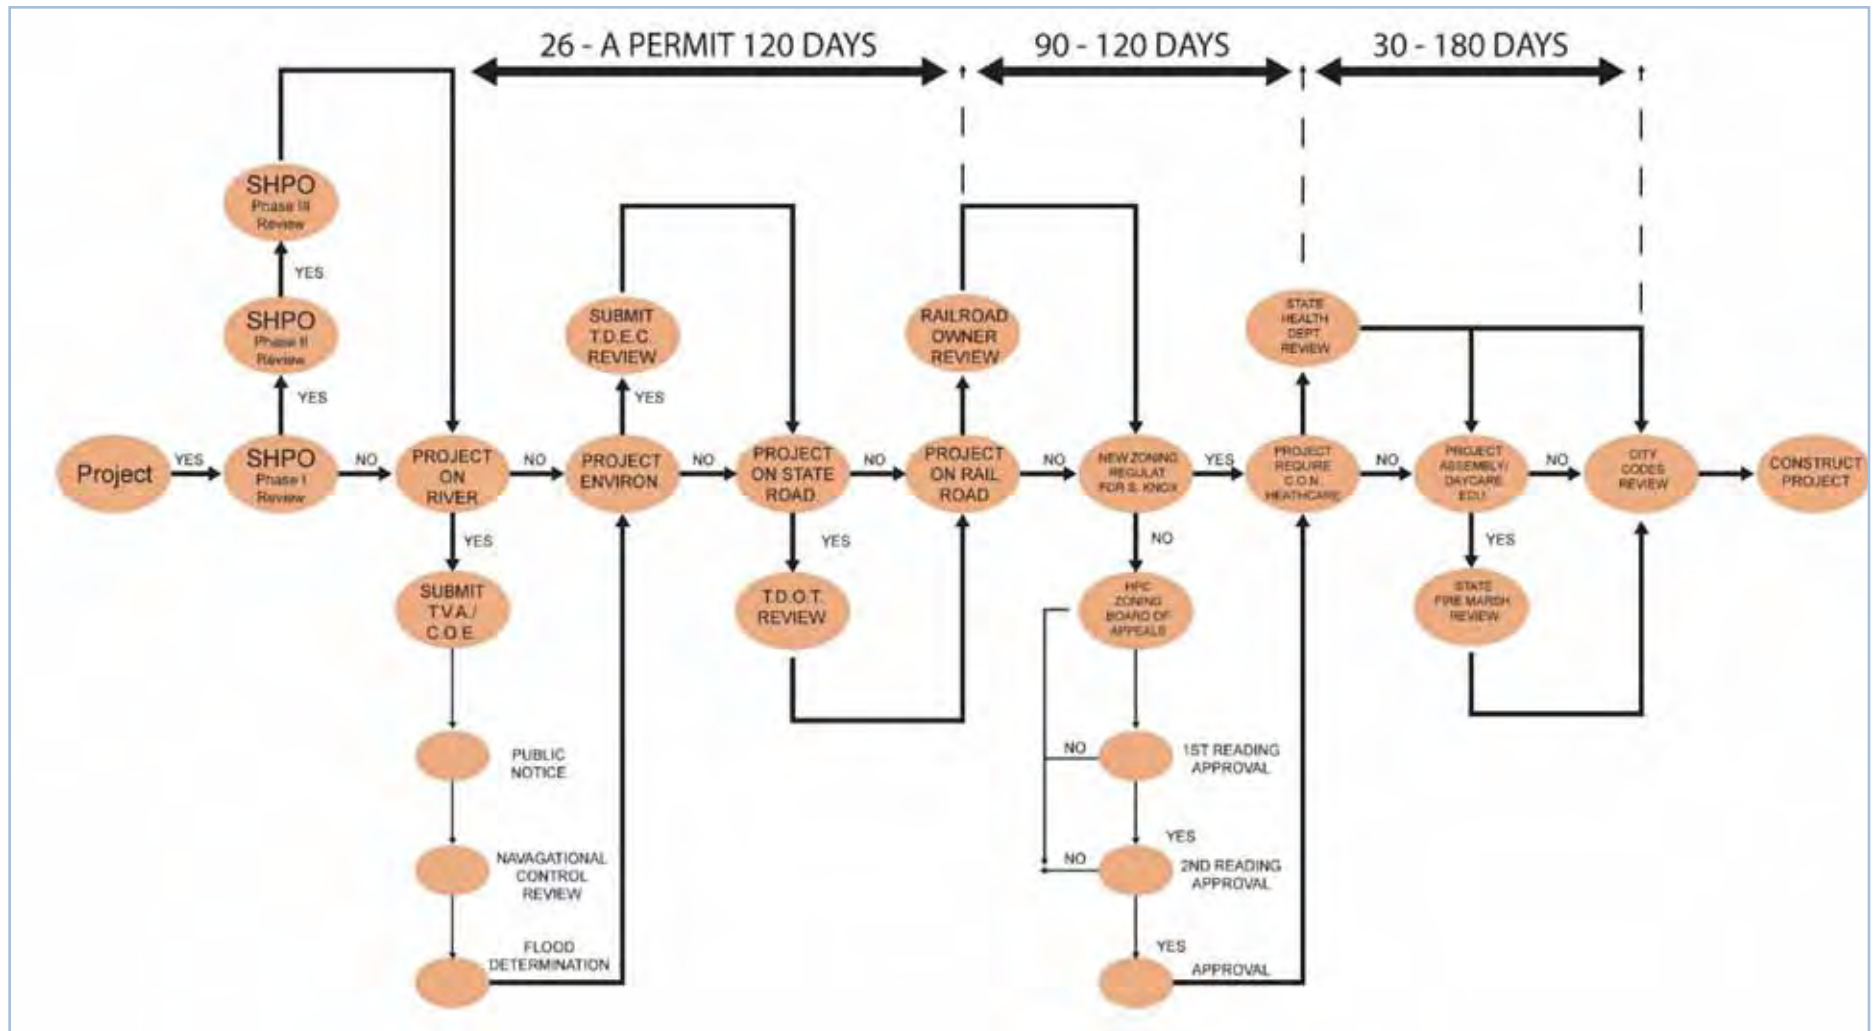 26 - A PERMIT 120 DAYS
90 - 120 DAYS
30 - 180 DAYS
SHPO
Phase III
Review
YES
SHPO
Phase II
Review
YES
SUBMIT
T.D.E.C.
REVIEW
YES
RAILROAD
OWNER
REVIEW
STATE
HEALTH
DEPT
REVIEW
Project
YES
SHPO
Phase I
Review
NO
PROJECT
ON
RIVER
NO
PROJECT
ENVIRON
NO
PROJECT
ON STATE
ROAD
NO
PROJECT
ON RAIL
ROAD
NO
NEW ZONING
REGULAT
FOR S. KNOX
YES
PROJECT
REQUIRE
C.O.N.
HEATHCARE
NO
PROJECT
ASSEMBLY/
DAYCARE
EDU.
NO
CITY
CODES
REVIEW
CONSTRUCT
PROJECT
YES
SUBMIT
T.V.A./
C.O.E.
YES
T.D.O.T.
REVIEW
NO
HPC
ZONING
BOARD OF
APPEALS
YES
STATE
FIRE MARSH
REVIEW
PUBLIC
NOTICE
NO
1ST READING
APPROVAL
YES
NAVAGATIONAL
CONTROL
REVIEW
NO
2ND READING
APPROVAL
FLOOD
DETERMINATION
YES
APPROVAL